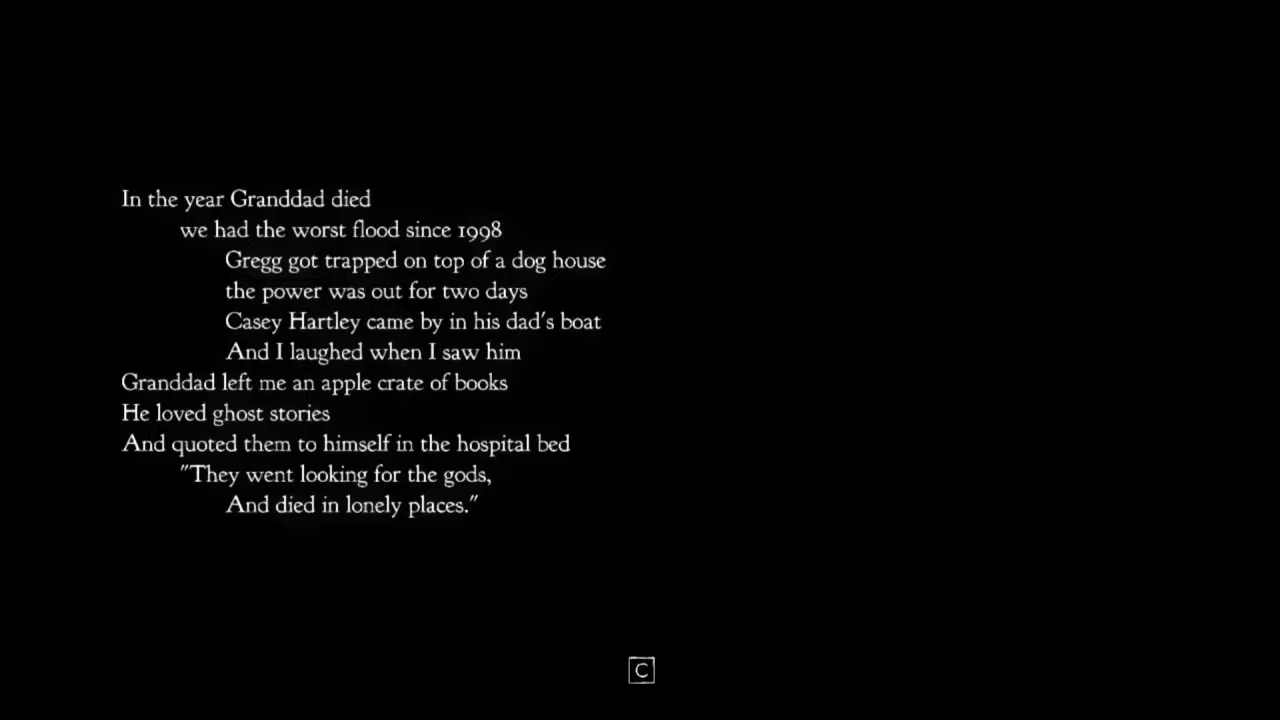 In the year Granddad died
we had the worst flood since 1998
Gregg got trapped on top of a dog house
the power was out for two days
Casey Hartley came by in his dad's boat
And I laughed when I saw him
Granddad left me an apple crate of books
He loved ghost stories
And quoted them to himself in the hospital bed
"They went looking for the gods,
And died in lonely places."
C